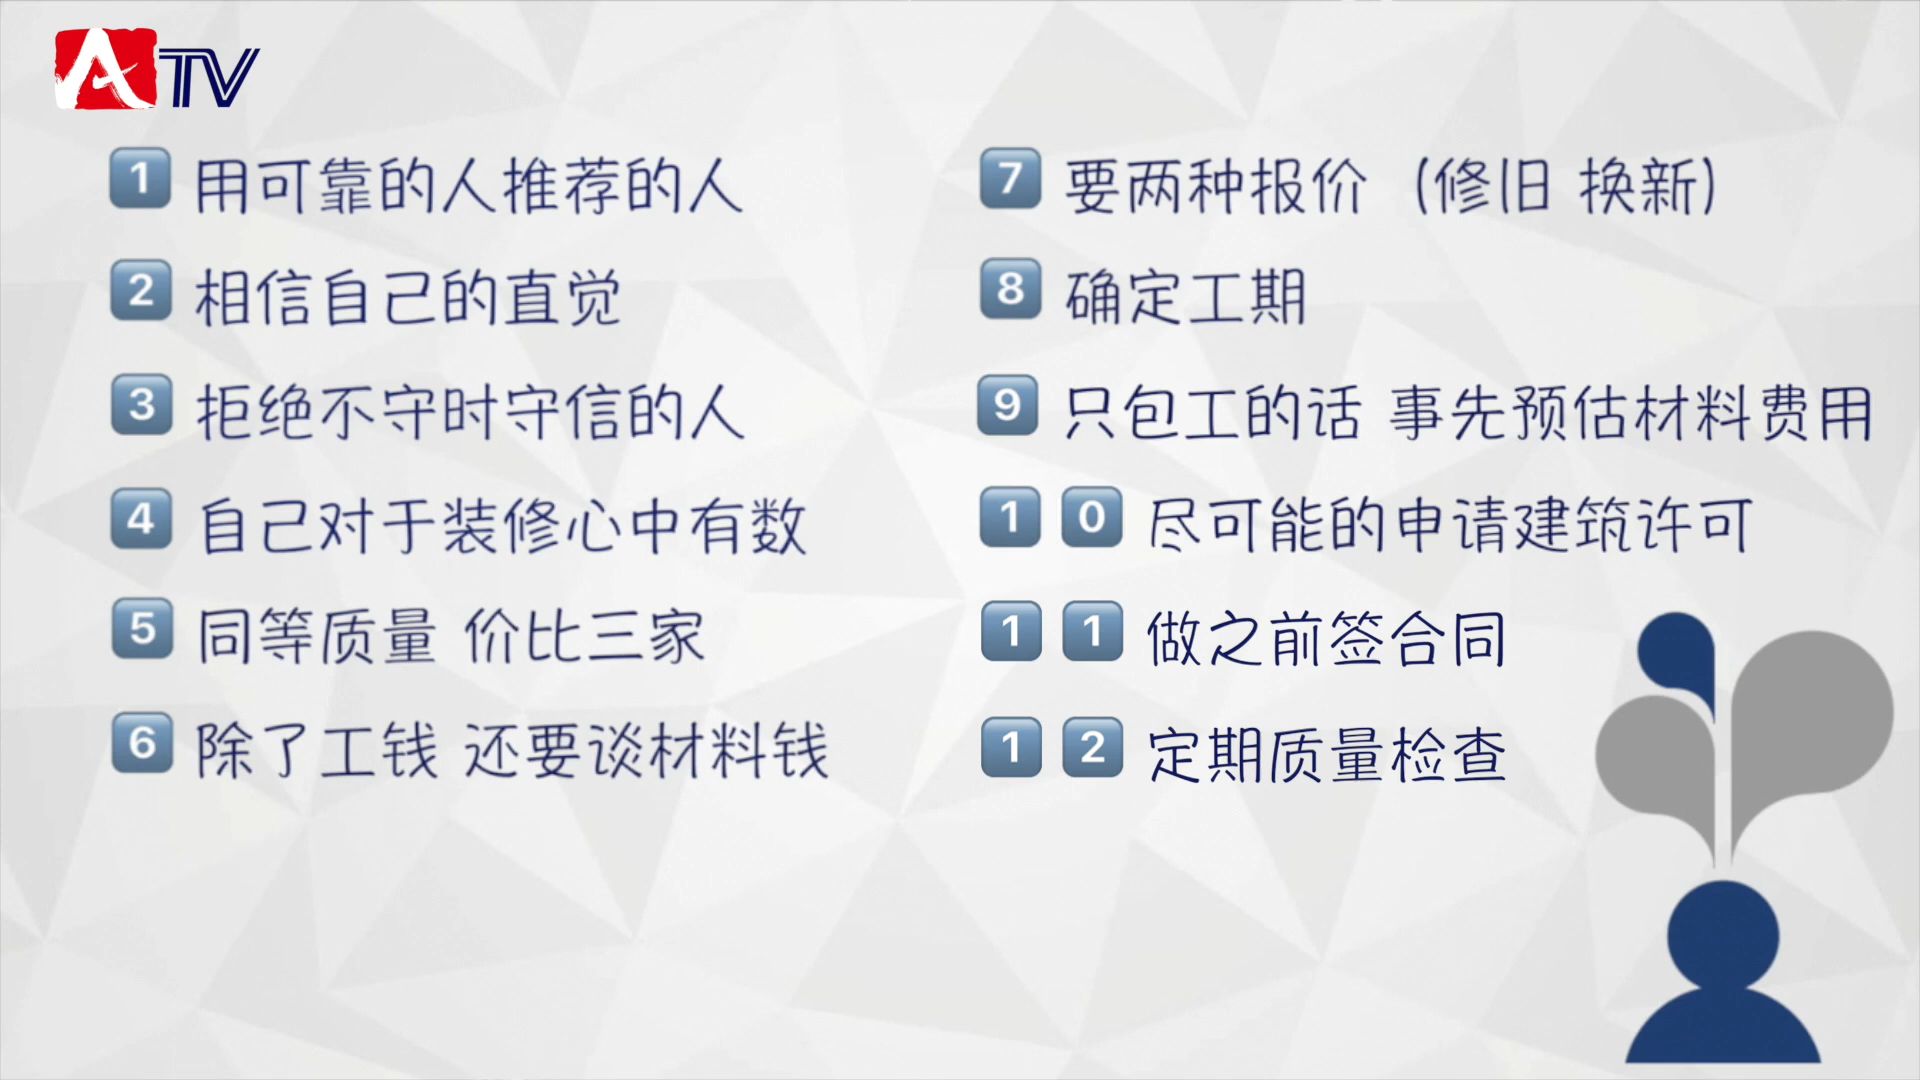 ATV
1 用可靠的人推荐的人
2 相信自己的直觉
3 拒绝不守时守信的人
4 自己对于装修心中有数
5 同等质量 价比三家
6 除了工钱 还要谈材料钱
7 要两种报价 (修旧 换新)
8 确定工期
9 只包工的话 事先预估材料费用
10 尽可能的申请建筑许可
11 做之前签合同
12 定期质量检查